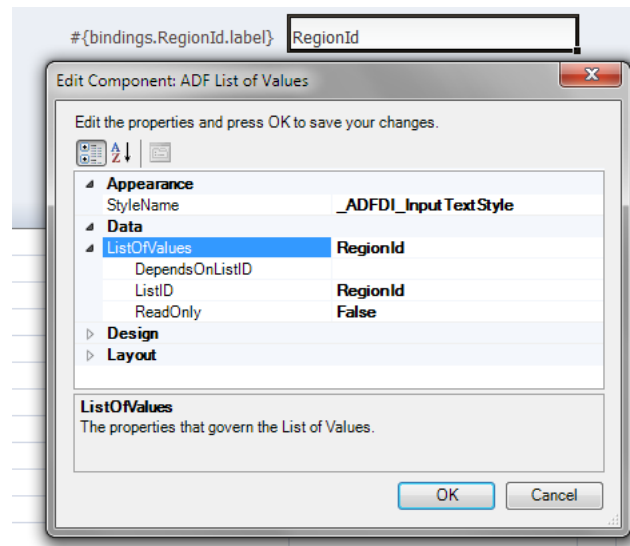 #{bindings.RegionId.label} RegionId
Edit Component: ADF List of Values
Edit the properties and press OK to save your changes.
Appearance
StyleName _ADFDI_InputTextStyle
Data
ListOfValues RegionId
DependsOnListID
ListID RegionId
ReadOnly False
Design
Layout
ListOfValues
The properties that govern the List of Values.
OK Cancel